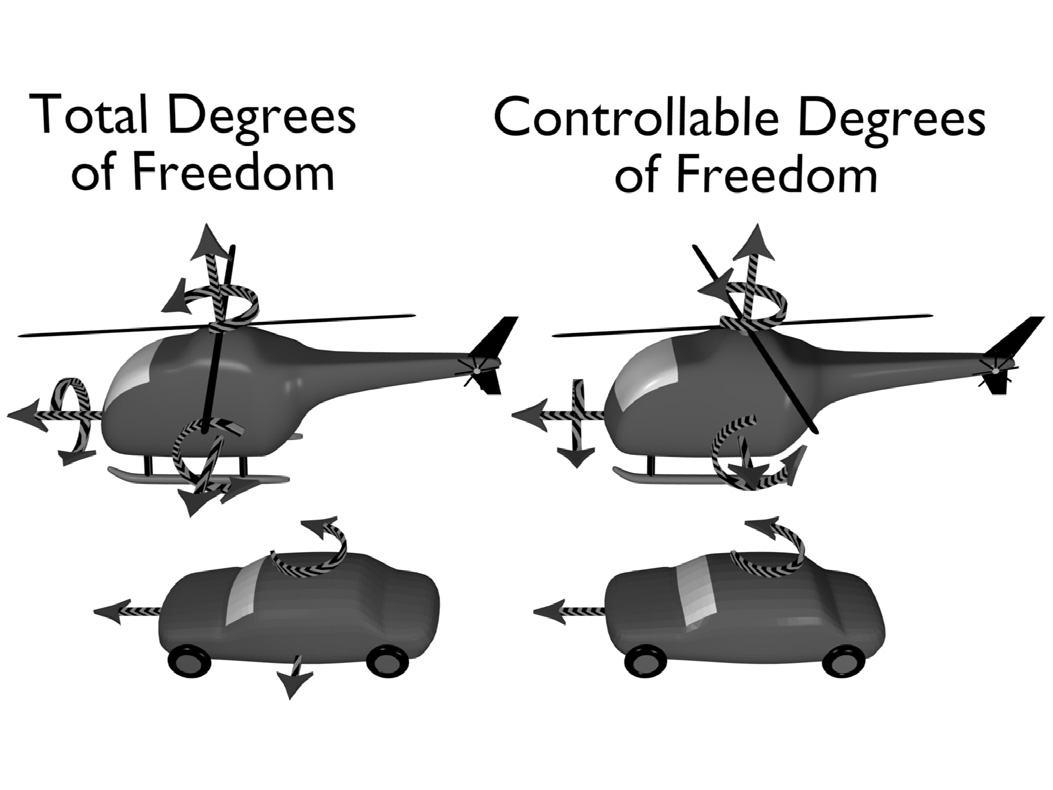 Total Degrees
of Freedom
Controllable Degrees
of Freedom